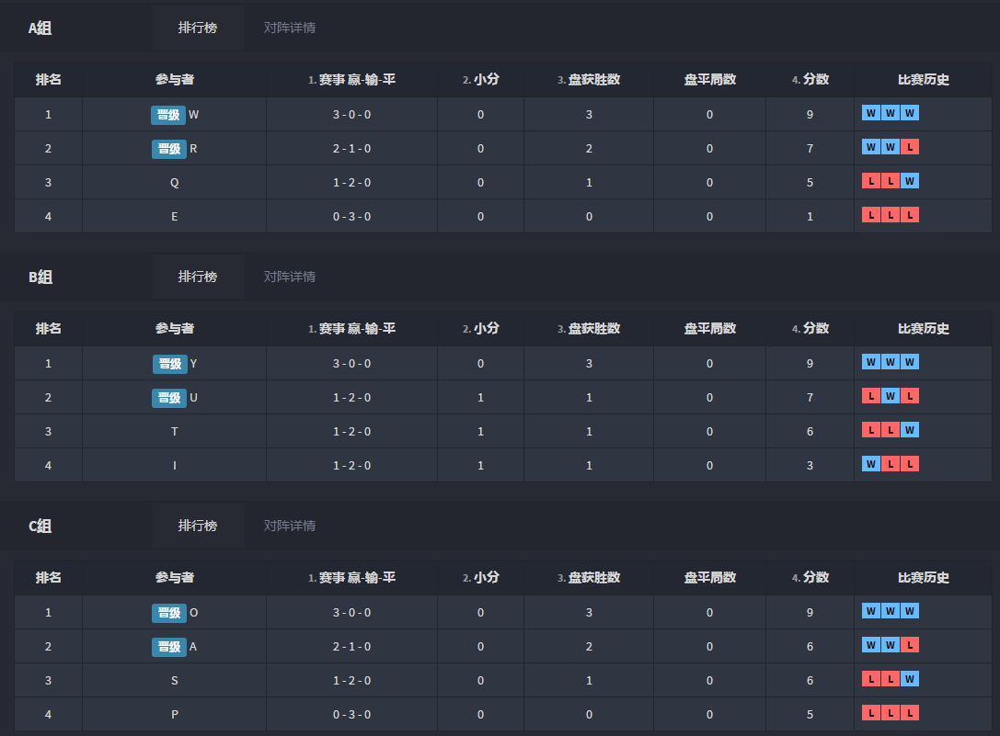 A组 排行榜 对阵详情
排名 参与者 1. 赛事 赢-输-平 2. 小分 3. 盘获胜数 盘平局数 4. 分数 比赛历史
1 晋级 W 3 - 0 - 0 0 3 0 9 W W W
2 晋级 R 2 - 1 - 0 0 2 0 7 W W L
3 Q 1 - 2 - 0 0 1 0 5 L L W
4 E 0 - 3 - 0 0 0 0 1 L L L
B组 排行榜 对阵详情
排名 参与者 1. 赛事 赢-输-平 2. 小分 3. 盘获胜数 盘平局数 4. 分数 比赛历史
1 晋级 Y 3 - 0 - 0 0 3 0 9 W W W
2 晋级 U 1 - 2 - 0 1 1 0 7 L W L
3 T 1 - 2 - 0 1 1 0 6 L L W
4 I 1 - 2 - 0 1 1 0 3 W L L
C组 排行榜 对阵详情
排名 参与者 1. 赛事 赢-输-平 2. 小分 3. 盘获胜数 盘平局数 4. 分数 比赛历史
1 晋级 O 3 - 0 - 0 0 3 0 9 W W W
2 晋级 A 2 - 1 - 0 0 2 0 6 W W L
3 S 1 - 2 - 0 0 1 0 6 L L W
4 P 0 - 3 - 0 0 0 0 5 L L L